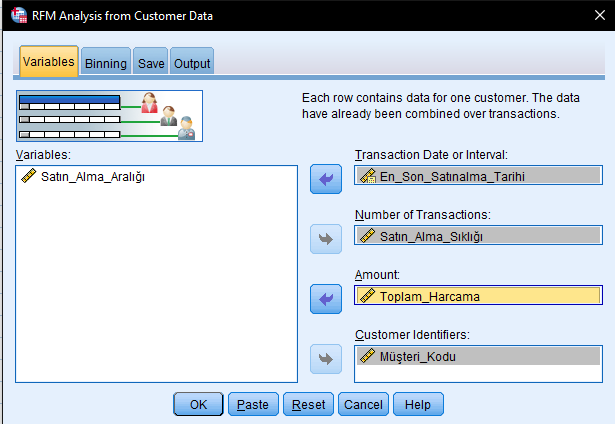 RFM Analysis from Customer Data
Variables Binning Save Output
Each row contains data for one customer. The data
have already been combined over transactions.
Variables:
Satın_Alma_Aralığı
Transaction Date or Interval:
En_Son_Satınalma_Tarihi
Number of Transactions:
Satın_Alma_Sıklığı
Amount:
Toplam_Harcama
Customer Identifiers:
Müşteri_Kodu
OK Paste Reset Cancel Help